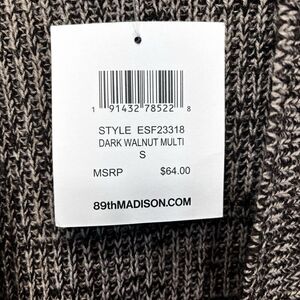 1 91432 78522 8
STYLE ESF23318
DARK WALNUT MULTI
S
MSRP $64.00
89thMADISON.COM